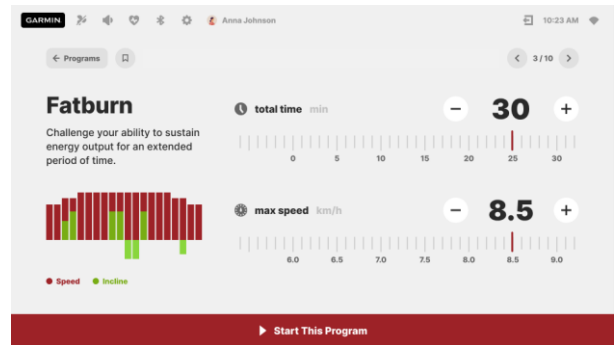 GARMIN Anna Johnson 10:23 AM
← Programs 3/10
Fatburn
Challenge your ability to sustain
energy output for an extended
period of time.
Speed Incline
total time min − 30 +
0 5 10 15 20 25 30
max speed km/h − 8.5 +
6.0 6.5 7.0 7.5 8.0 8.5 9.0
Start This Program